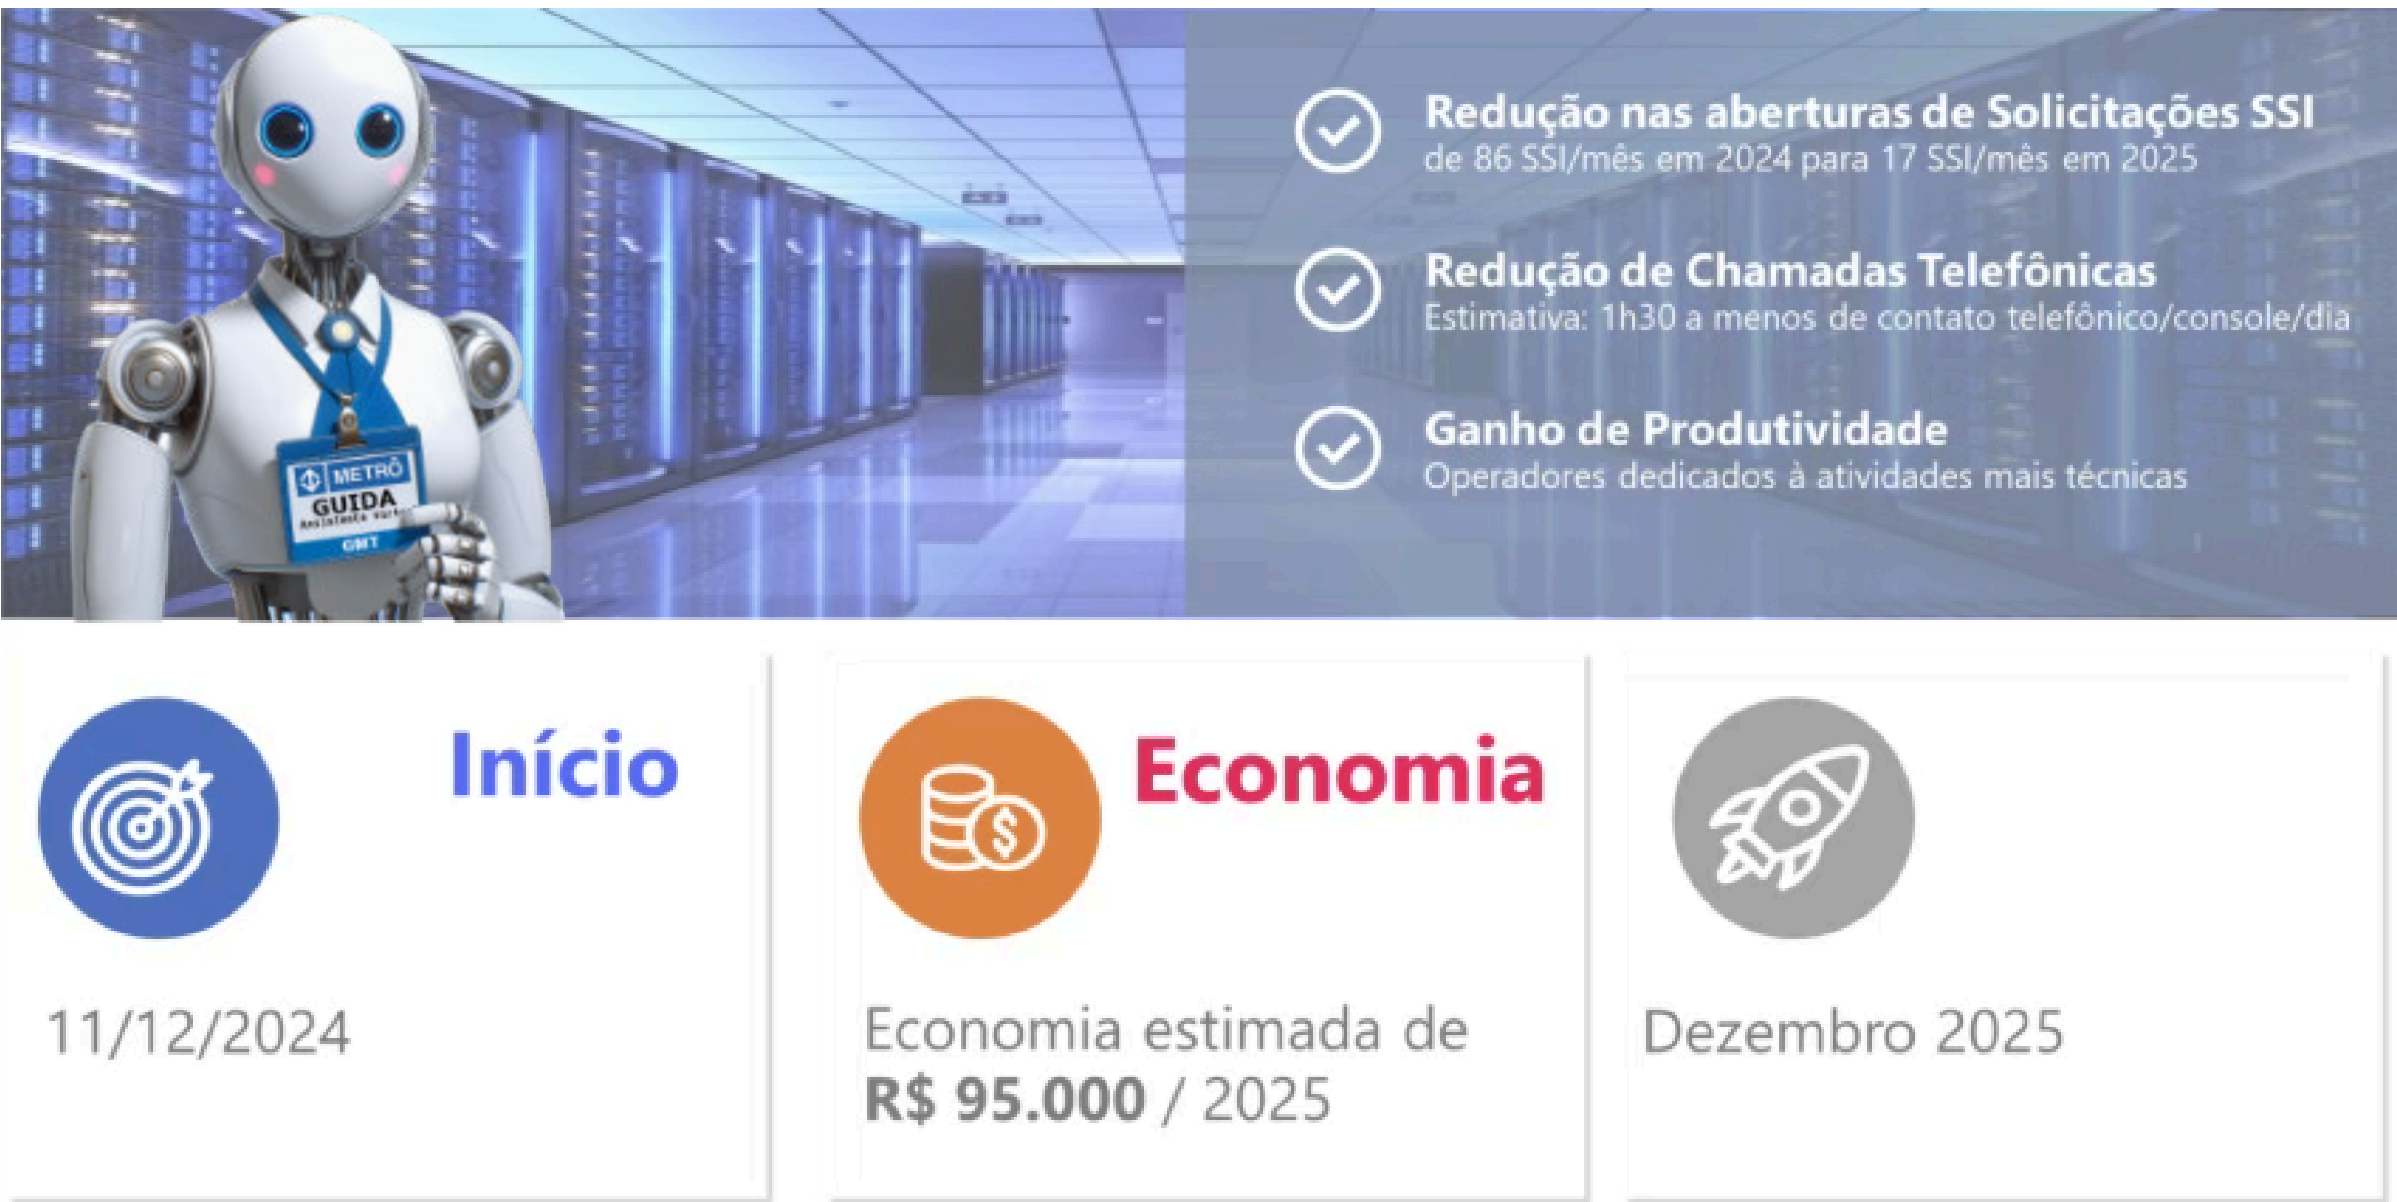 Redução nas aberturas de Solicitações SSI
de 86 SSI/mês em 2024 para 17 SSI/mês em 2025
Redução de Chamadas Telefônicas
Estimativa: 1h30 a menos de contato telefônico/console/dia
Ganho de Produtividade
Operadores dedicados à atividades mais técnicas
METRÔ
GUIDA
Assistente
GMT
Início
11/12/2024
Economia
Economia estimada de
R$ 95.000 / 2025
Dezembro 2025